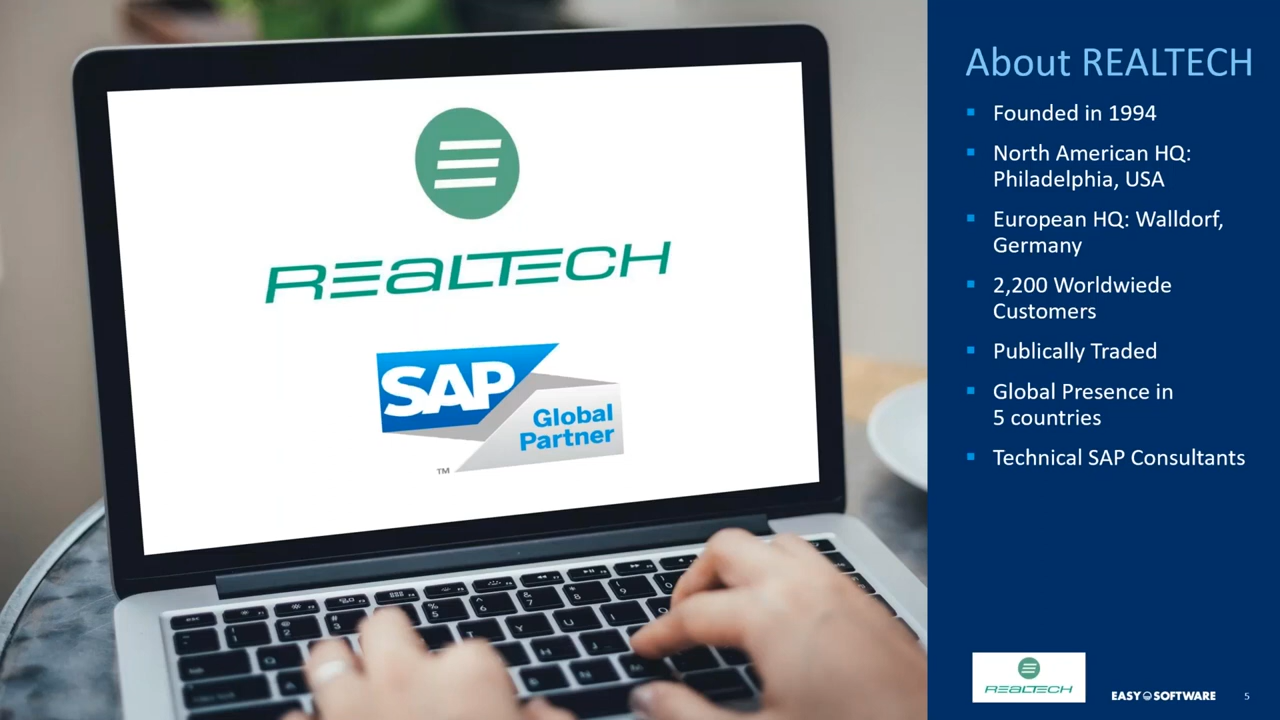 REALTECH
SAP
Global
Partner
™
About REALTECH
Founded in 1994
North American HQ:
Philadelphia, USA
European HQ: Walldorf,
Germany
2,200 Worldwiede
Customers
Publically Traded
Global Presence in
5 countries
Technical SAP Consultants
REALTECH
EASY SOFTWARE
5